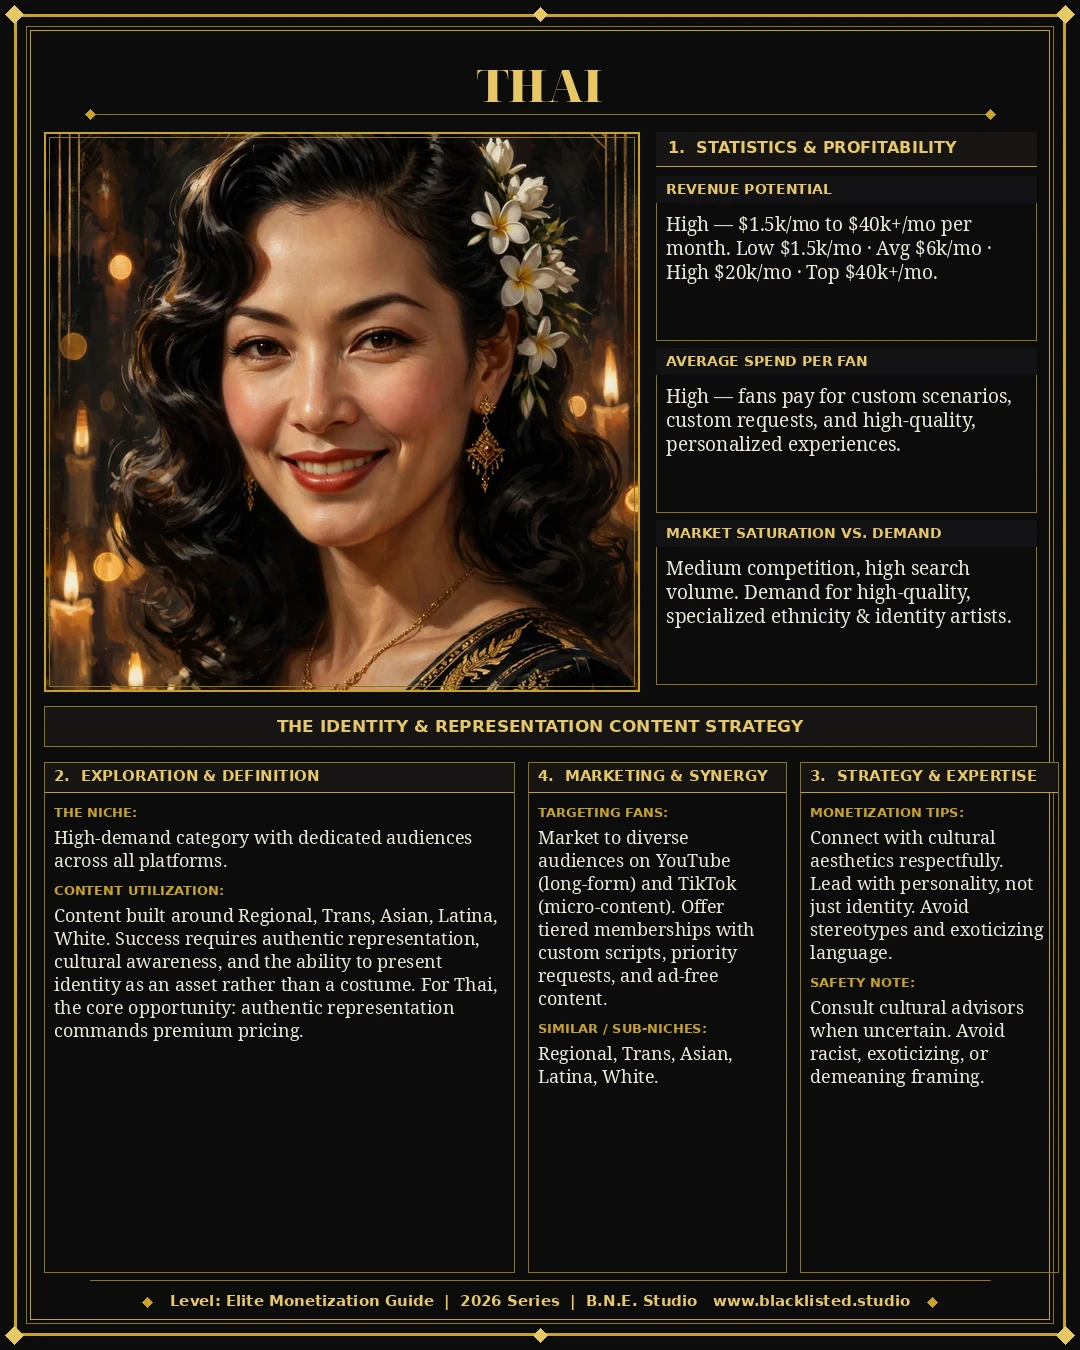 THAI
1. STATISTICS & PROFITABILITY
REVENUE POTENTIAL
High — $1.5k/mo to $40k+/mo per
month. Low $1.5k/mo · Avg $6k/mo ·
High $20k/mo · Top $40k+/mo.
AVERAGE SPEND PER FAN
High — fans pay for custom scenarios,
custom requests, and high-quality,
personalized experiences.
MARKET SATURATION VS. DEMAND
Medium competition, high search
volume. Demand for high-quality,
specialized ethnicity & identity artists.
THE IDENTITY & REPRESENTATION CONTENT STRATEGY
2. EXPLORATION & DEFINITION
THE NICHE:
High-demand category with dedicated audiences
across all platforms.
CONTENT UTILIZATION:
Content built around Regional, Trans, Asian, Latina,
White. Success requires authentic representation,
cultural awareness, and the ability to present
identity as an asset rather than a costume. For Thai,
the core opportunity: authentic representation
commands premium pricing.
4. MARKETING & SYNERGY
TARGETING FANS:
Market to diverse
audiences on YouTube
(long-form) and TikTok
(micro-content). Offer
tiered memberships with
custom scripts, priority
requests, and ad-free
content.
SIMILAR / SUB-NICHES:
Regional, Trans, Asian,
Latina, White.
3. STRATEGY & EXPERTISE
MONETIZATION TIPS:
Connect with cultural
aesthetics respectfully.
Lead with personality, not
just identity. Avoid
stereotypes and exoticizing
language.
SAFETY NOTE:
Consult cultural advisors
when uncertain. Avoid
racist, exoticizing, or
demeaning framing.
Level: Elite Monetization Guide | 2026 Series | B.N.E. Studio www.blacklisted.studio